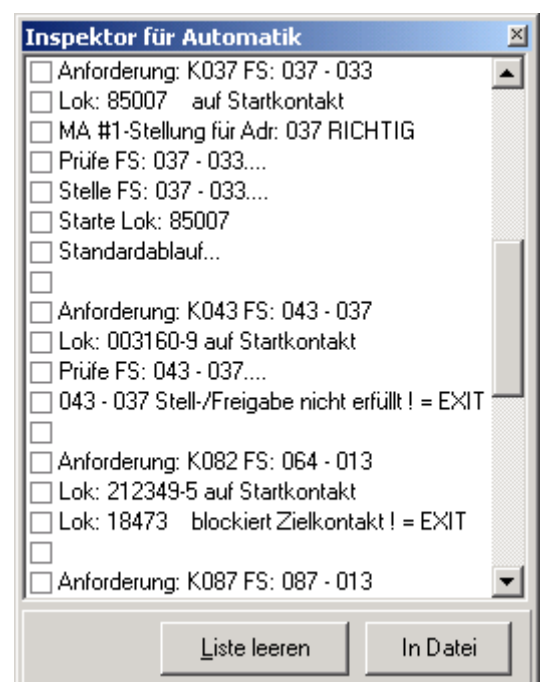 Inspektor für Automatik
Anforderung: K037 FS: 037 - 033
Lok: 85007 auf Startkontakt
MA #1-Stellung für Adr: 037 RICHTIG
Prüfe FS: 037 - 033....
Stelle FS: 037 - 033....
Starte Lok: 85007
Standardablauf...
Anforderung: K043 FS: 043 - 037
Lok: 003160-9 auf Startkontakt
Prüfe FS: 043 - 037....
043 - 037 Stell-/Freigabe nicht erfüllt ! = EXIT
Anforderung: K082 FS: 064 - 013
Lok: 212349-5 auf Startkontakt
Lok: 18473 blockiert Zielkontakt ! = EXIT
Anforderung: K087 FS: 087 - 013
Liste leeren
In Datei